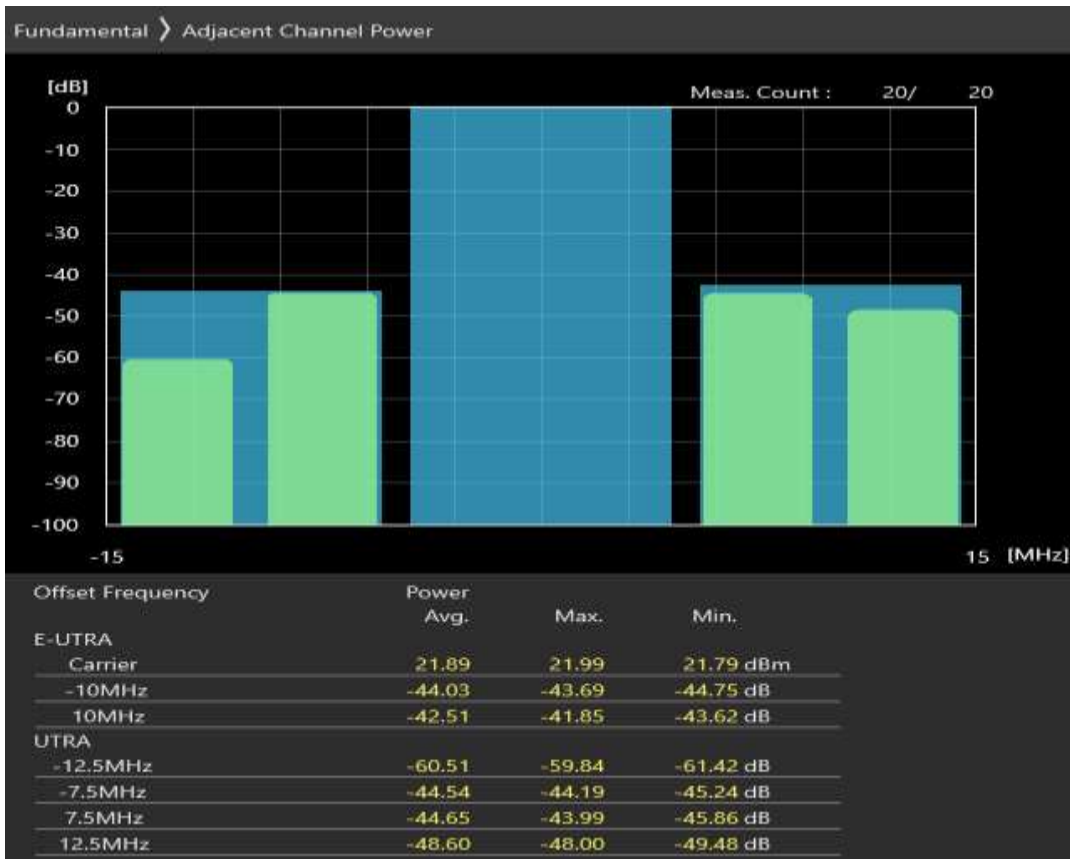 Fundamental 〉 Adjacent Channel Power
[dB]
Meas. Count : 20/ 20
0
-10
-20
-30
-40
-50
-60
-70
-80
-90
-100
-15 15 [MHz]
Offset Frequency Power
Avg. Max. Min.
E-UTRA
Carrier 21.89 21.99 21.79 dBm
-10MHz -44.03 -43.69 -44.75 dB
10MHz -42.51 -41.85 -43.62 dB
UTRA
-12.5MHz -60.51 -59.84 -61.42 dB
-7.5MHz -44.54 -44.19 -45.24 dB
7.5MHz -44.65 -43.99 -45.86 dB
12.5MHz -48.60 -48.00 -49.48 dB